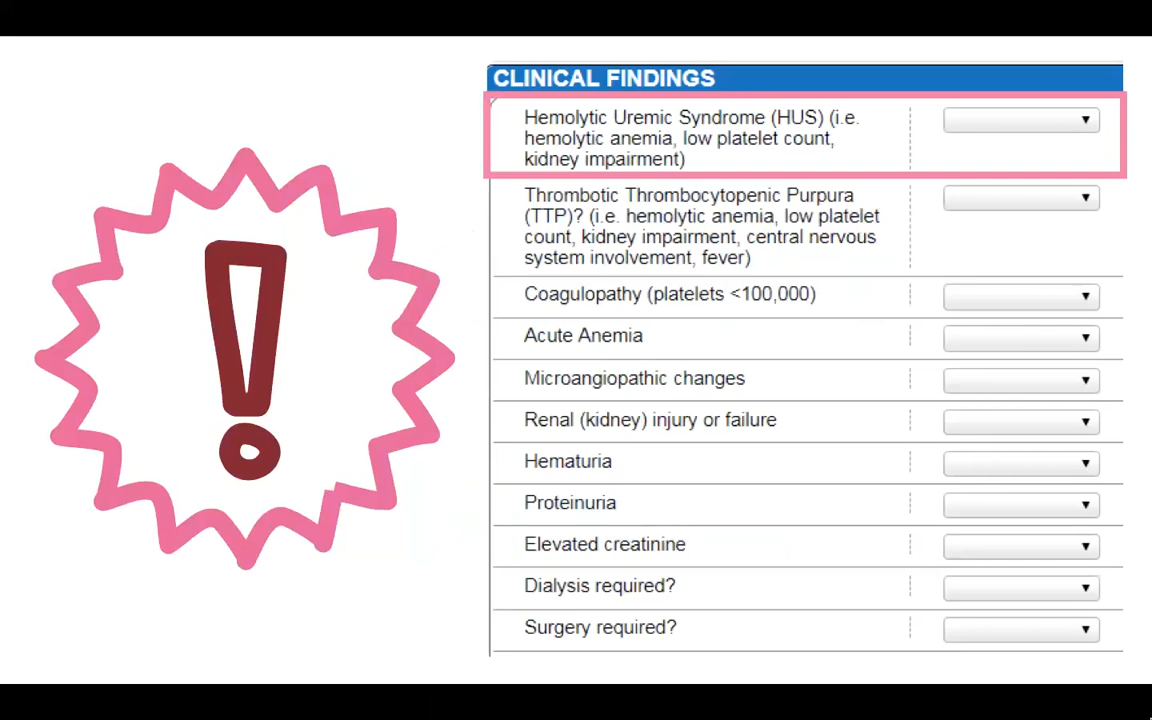 CLINICAL FINDINGS
Hemolytic Uremic Syndrome (HUS) (i.e.
hemolytic anemia, low platelet count,
kidney impairment)
Thrombotic Thrombocytopenic Purpura
(TTP)? (i.e. hemolytic anemia, low platelet
count, kidney impairment, central nervous
system involvement, fever)
Coagulopathy (platelets <100,000)
Acute Anemia
Microangiopathic changes
Renal (kidney) injury or failure
Hematuria
Proteinuria
Elevated creatinine
Dialysis required?
Surgery required?